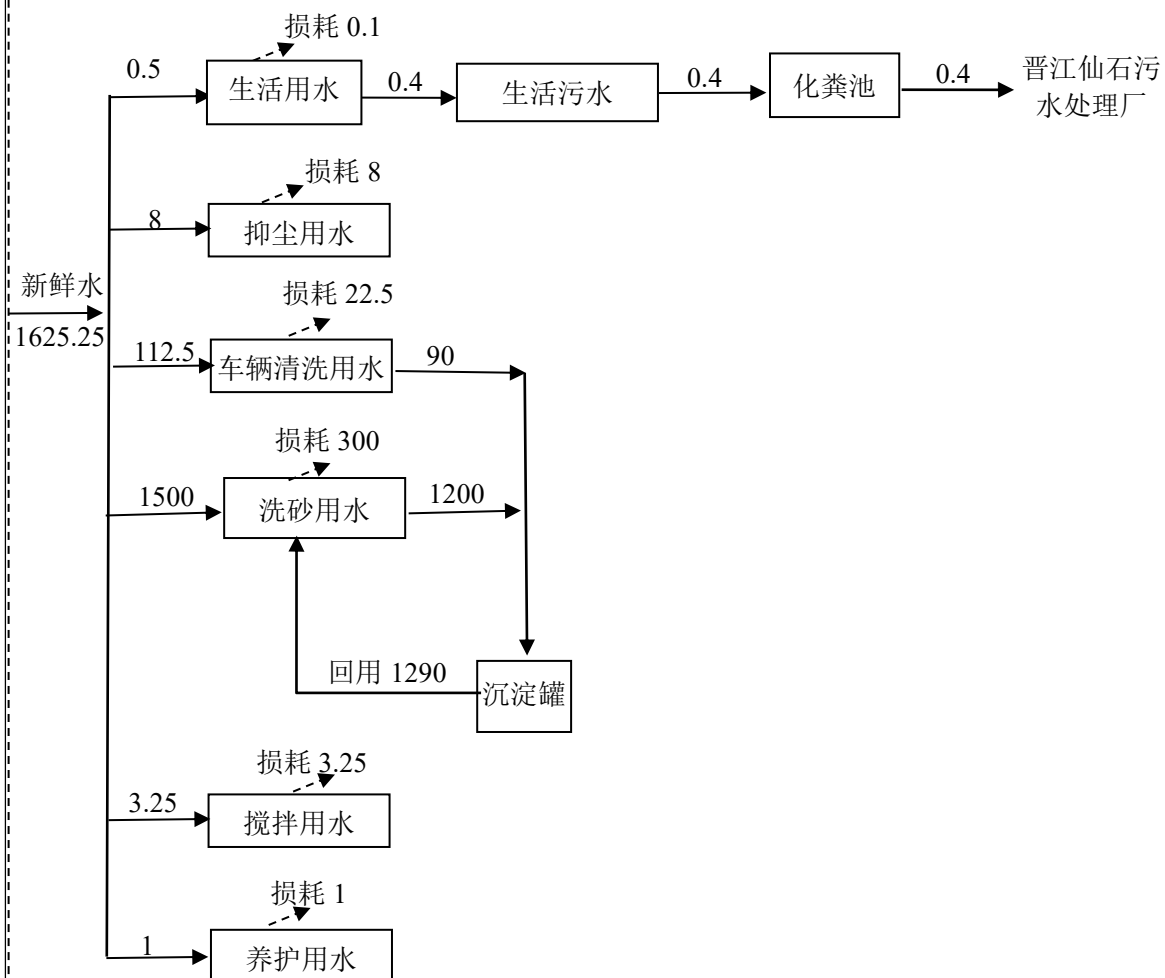 损耗 0.1
0.5
生活用水
0.4
生活污水
0.4
化粪池
0.4
晋江仙石污
水处理厂
损耗 8
8
抑尘用水
新鲜水
1625.25
损耗 22.5
112.5
车辆清洗用水
90
损耗 300
1500
洗砂用水
1200
回用 1290
沉淀罐
损耗 3.25
3.25
搅拌用水
损耗 1
1
养护用水